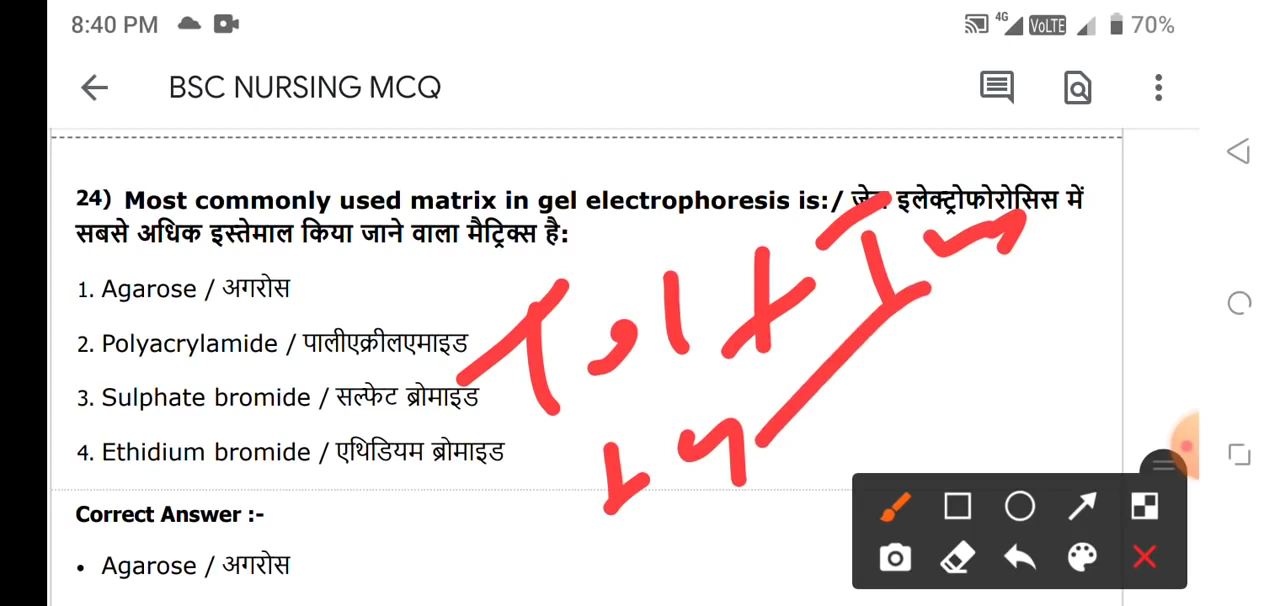 8:40 PM 4G VoLTE 70%
BSC NURSING MCQ
24) Most commonly used matrix in gel electrophoresis is:/ जेल इलेक्ट्रोफोरोसिस में
सबसे अधिक इस्तेमाल किया जाने वाला मैट्रिक्स है:
1. Agarose / अगरोस
2. Polyacrylamide / पालीएक्रीलएमाइड
3. Sulphate bromide / सल्फेट ब्रोमाइड
4. Ethidium bromide / एथिडियम ब्रोमाइड
Correct Answer :-
• Agarose / अगरोस